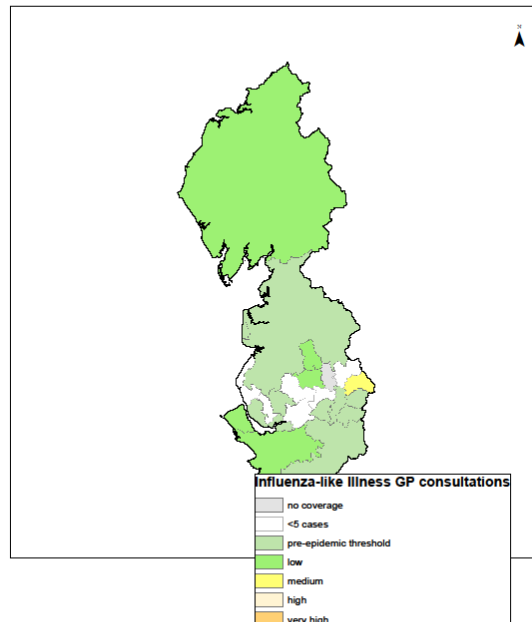 Influenza-like Illness GP consultations
no coverage
<5 cases
pre-epidemic threshold
low
medium
high
very high